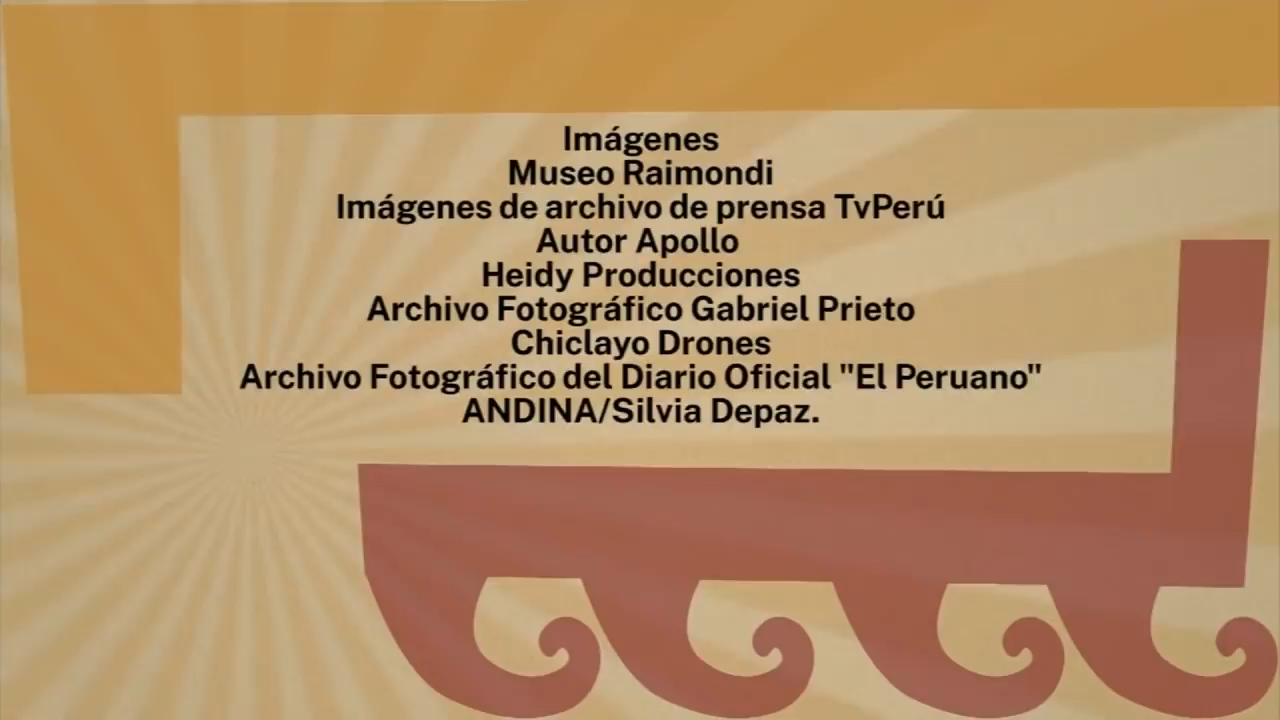 Imágenes
Museo Raimondi
Imágenes de archivo de prensa TvPerú
Autor Apollo
Heidy Producciones
Archivo Fotográfico Gabriel Prieto
Chiclayo Drones
Archivo Fotográfico del Diario Oficial "El Peruano"
ANDINA/Silvia Depaz.